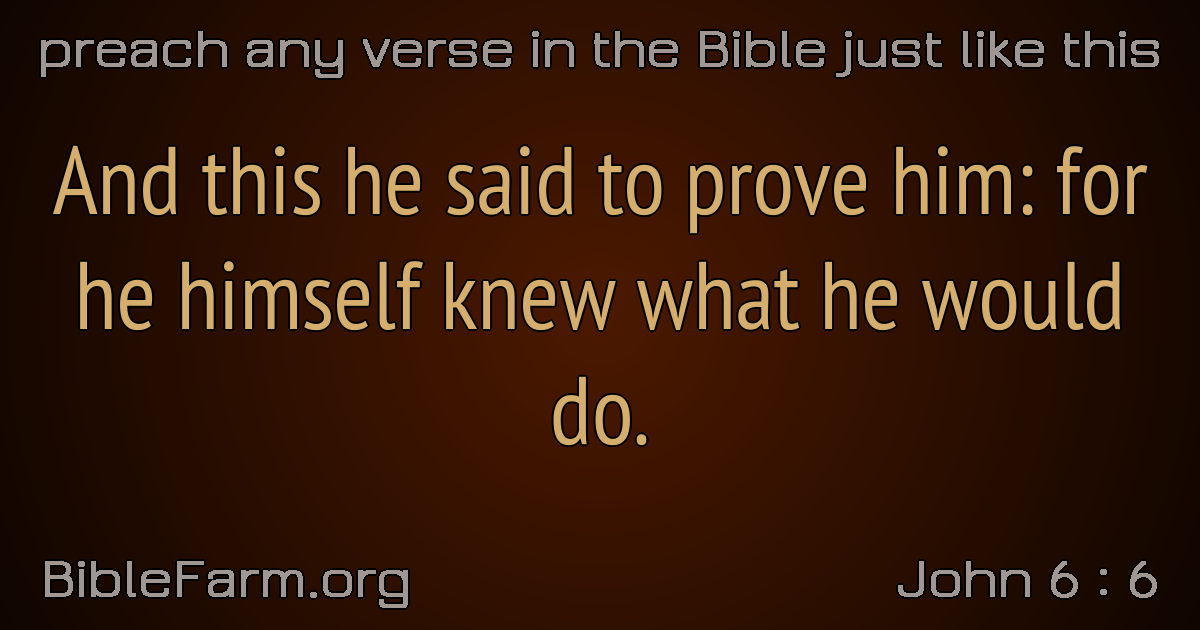 preach any verse in the Bible just like this
And this he said to prove him: for
he himself knew what he would
do.
BibleFarm.org
John 6 : 6